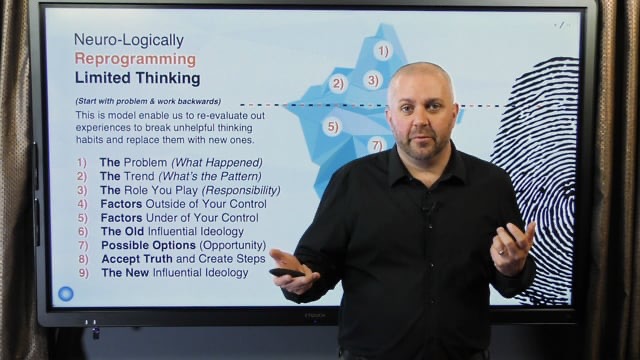 Neuro-Logically
Reprogramming
Limited Thinking
(Start with problem & work backwards)
This is model enable us to re-evaluate out
experiences to break unhelpful thinking
habits and replace them with new ones.
1) The Problem (What Happened)
2) The Trend (What's the Pattern)
3) The Role You Play (Responsibility)
4) Factors Outside of Your Control
5) Factors Under of Your Control
6) The Old Influential Ideology
7) Possible Options (Opportunity)
8) Accept Truth and Create Steps
9) The New Influential Ideology
1)
2)
3)
5)
7)